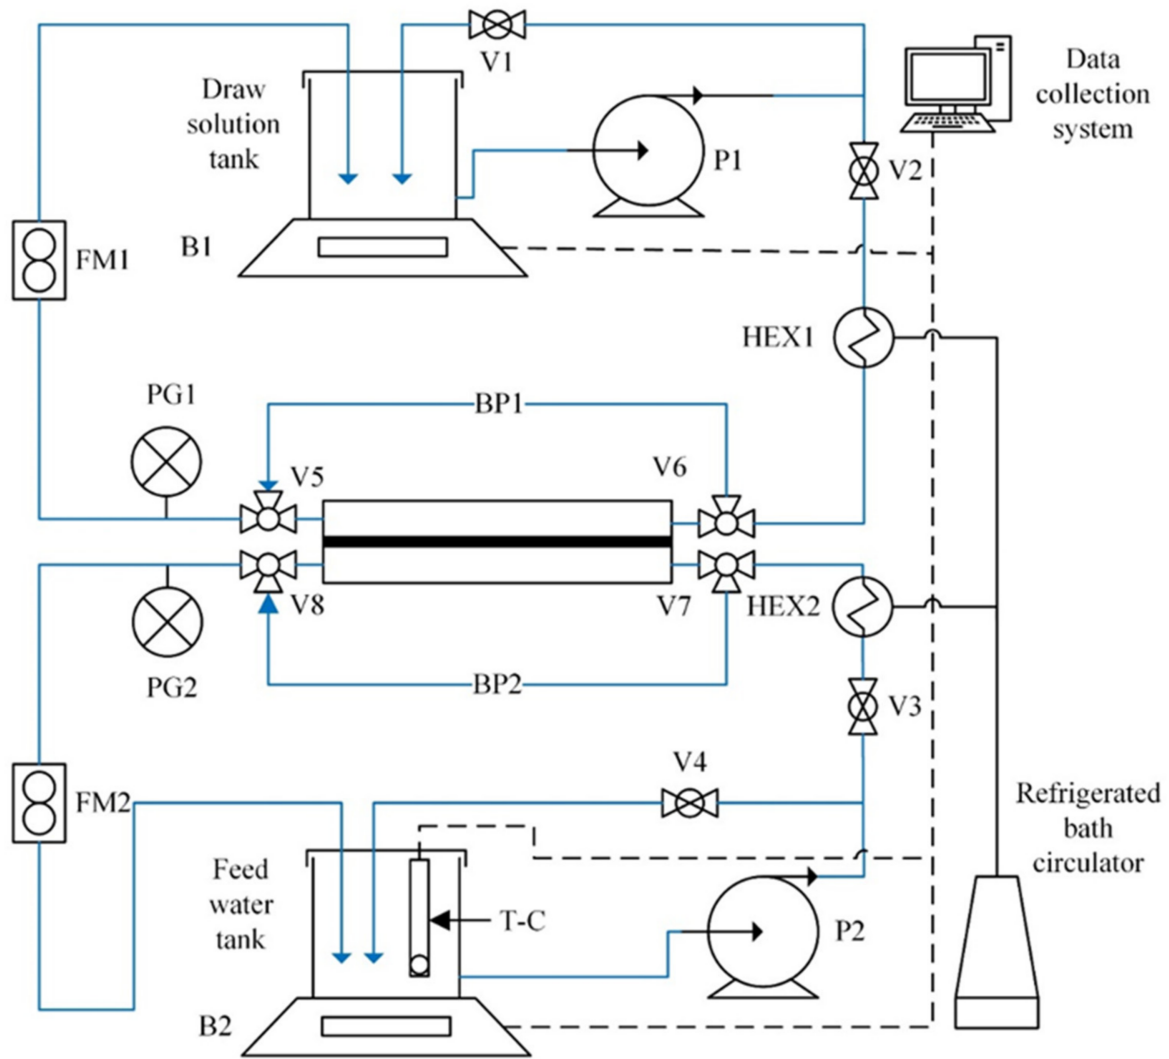 V1
Draw
solution
tank
P1
Data
collection
system
V2
B1
FM1
HEX1
PG1
BP1
V5
V6
V8
V7
HEX2
PG2
BP2
V3
FM2
V4
Refrigerated
bath
circulator
Feed
water
tank
T-C
P2
B2